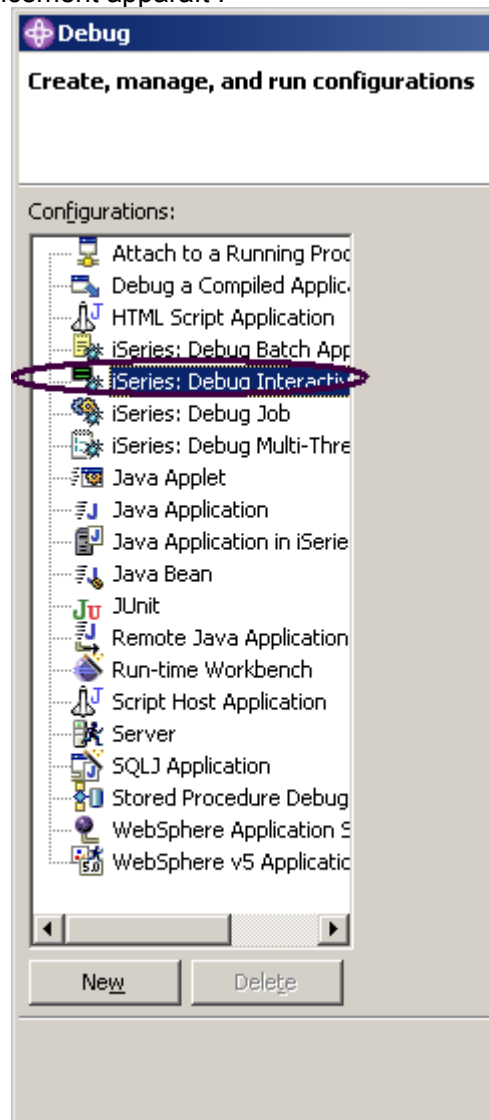 Debug
Create, manage, and run configurations
Configurations:
Attach to a Running Proc
Debug a Compiled Applic
HTML Script Application
iSeries: Debug Batch App
iSeries: Debug Interactiv
iSeries: Debug Job
iSeries: Debug Multi-Thre
Java Applet
Java Application
Java Application in iSerie
Java Bean
JUnit
Remote Java Application
Run-time Workbench
Script Host Application
Server
SQLJ Application
Stored Procedure Debug
WebSphere Application S
WebSphere v5 Applicatic
New Delete